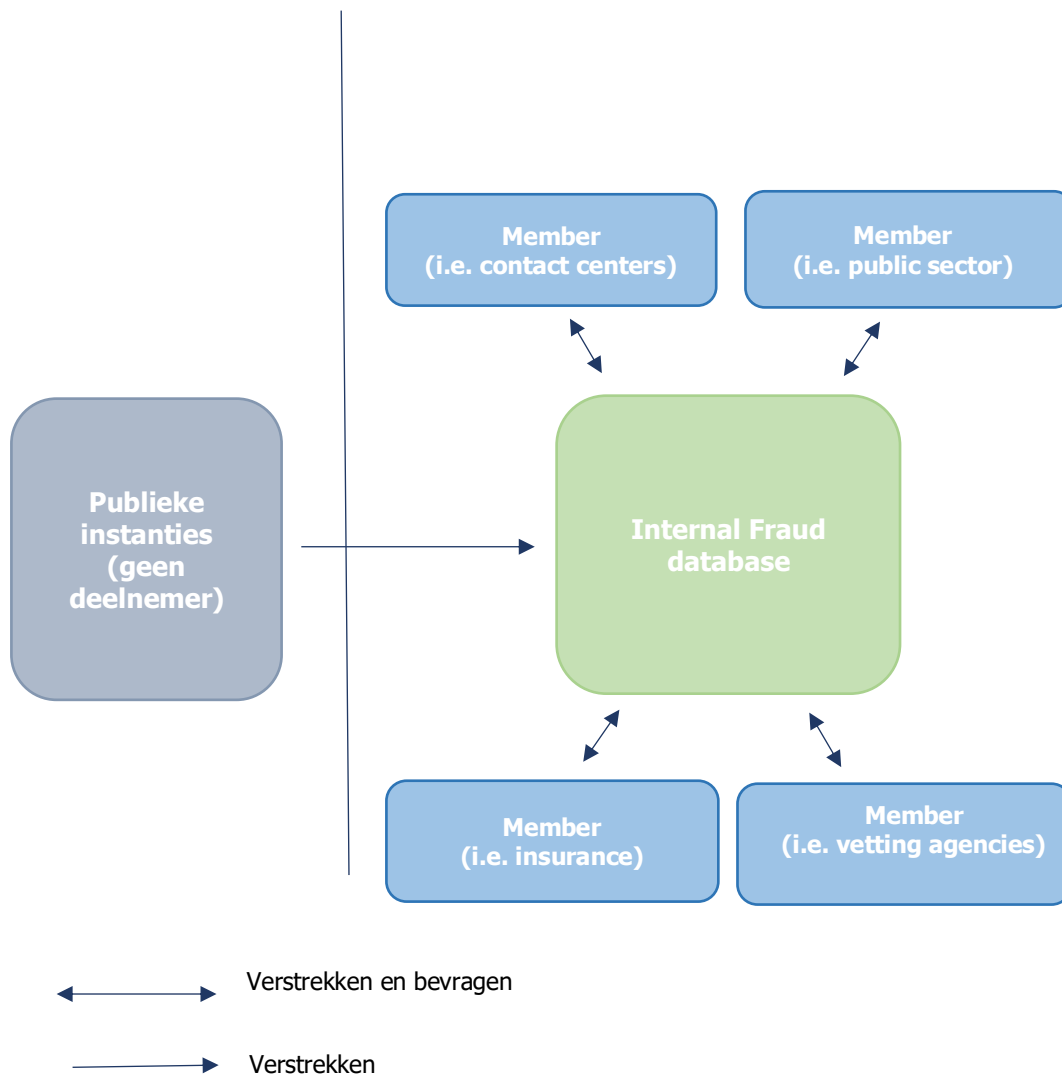 Member
(i.e. contact centers)
Member
(i.e. public sector)
Publieke
instanties
(geen
deelnemer)
Internal Fraud
database
Member
(i.e. insurance)
Member
(i.e. vetting agencies)
Verstrekken en bevragen
Verstrekken